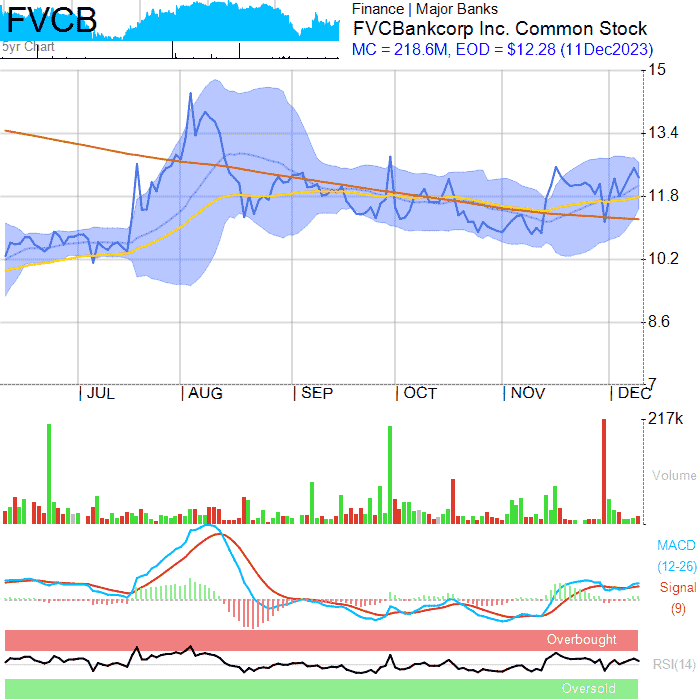 FVCB
5yr Chart
Finance | Major Banks
FVCBankcorp Inc. Common Stock
MC = 218.6M, EOD = $12.28 (11Dec2023)
15
13.4
11.8
10.2
8.6
7
| JUL | AUG | SEP | OCT | NOV | DEC
217k
Volume
MACD
(12-26)
Signal
(9)
Overbought
RSI(14)
Oversold